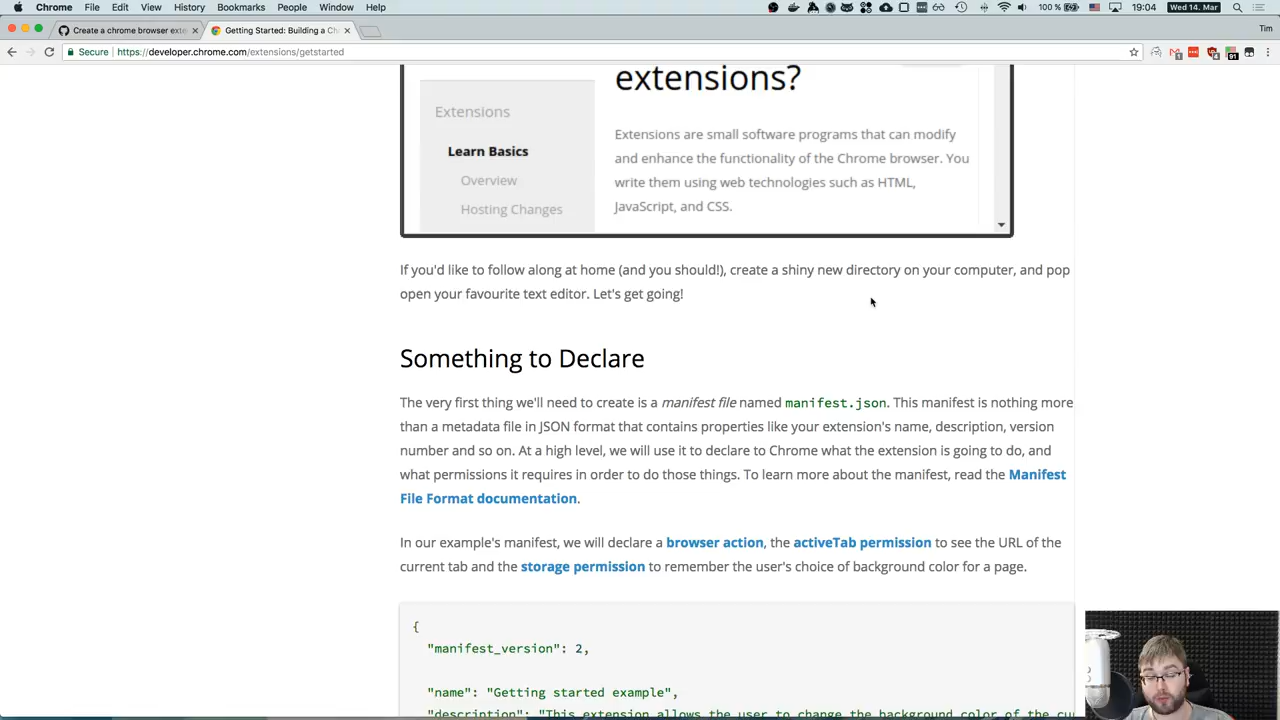 Chrome File Edit View History Bookmarks People Window Help 100 % 19:04 Wed 14. Mar
Create a chrome browser exte Getting Started: Building a Ch Tim
Secure https://developer.chrome.com/extensions/getstarted
extensions?
Extensions
Extensions are small software programs that can modify
Learn Basics
and enhance the functionality of the Chrome browser. You
Overview
write them using web technologies such as HTML,
Hosting Changes
JavaScript, and CSS.
If you'd like to follow along at home (and you should!), create a shiny new directory on your computer, and pop
open your favourite text editor. Let's get going!
Something to Declare
The very first thing we'll need to create is a manifest file named manifest.json. This manifest is nothing more
than a metadata file in JSON format that contains properties like your extension's name, description, version
number and so on. At a high level, we will use it to declare to Chrome what the extension is going to do, and
what permissions it requires in order to do those things. To learn more about the manifest, read the Manifest
File Format documentation.
In our example's manifest, we will declare a browser action, the activeTab permission to see the URL of the
current tab and the storage permission to remember the user's choice of background color for a page.
{
"manifest_version": 2,
"name": "Getting started example",
"description": "This extension allows the user to change the background color of the cu